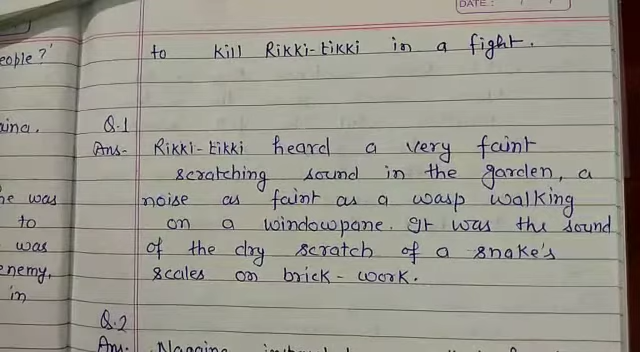 DATE :
to kill Rikki-tikki in a fight.
eople?'
aina.
Q.1
Ans- Rikki-tikki heard a very faint
scratching sound in the garden, a
noise as faint as a wasp walking
on a windowpane. It was the sound
of the dry scratch of a snake's
scales on brick-work.
he was
to
was
enemy,
in
Q.2
Ans. Nagaina